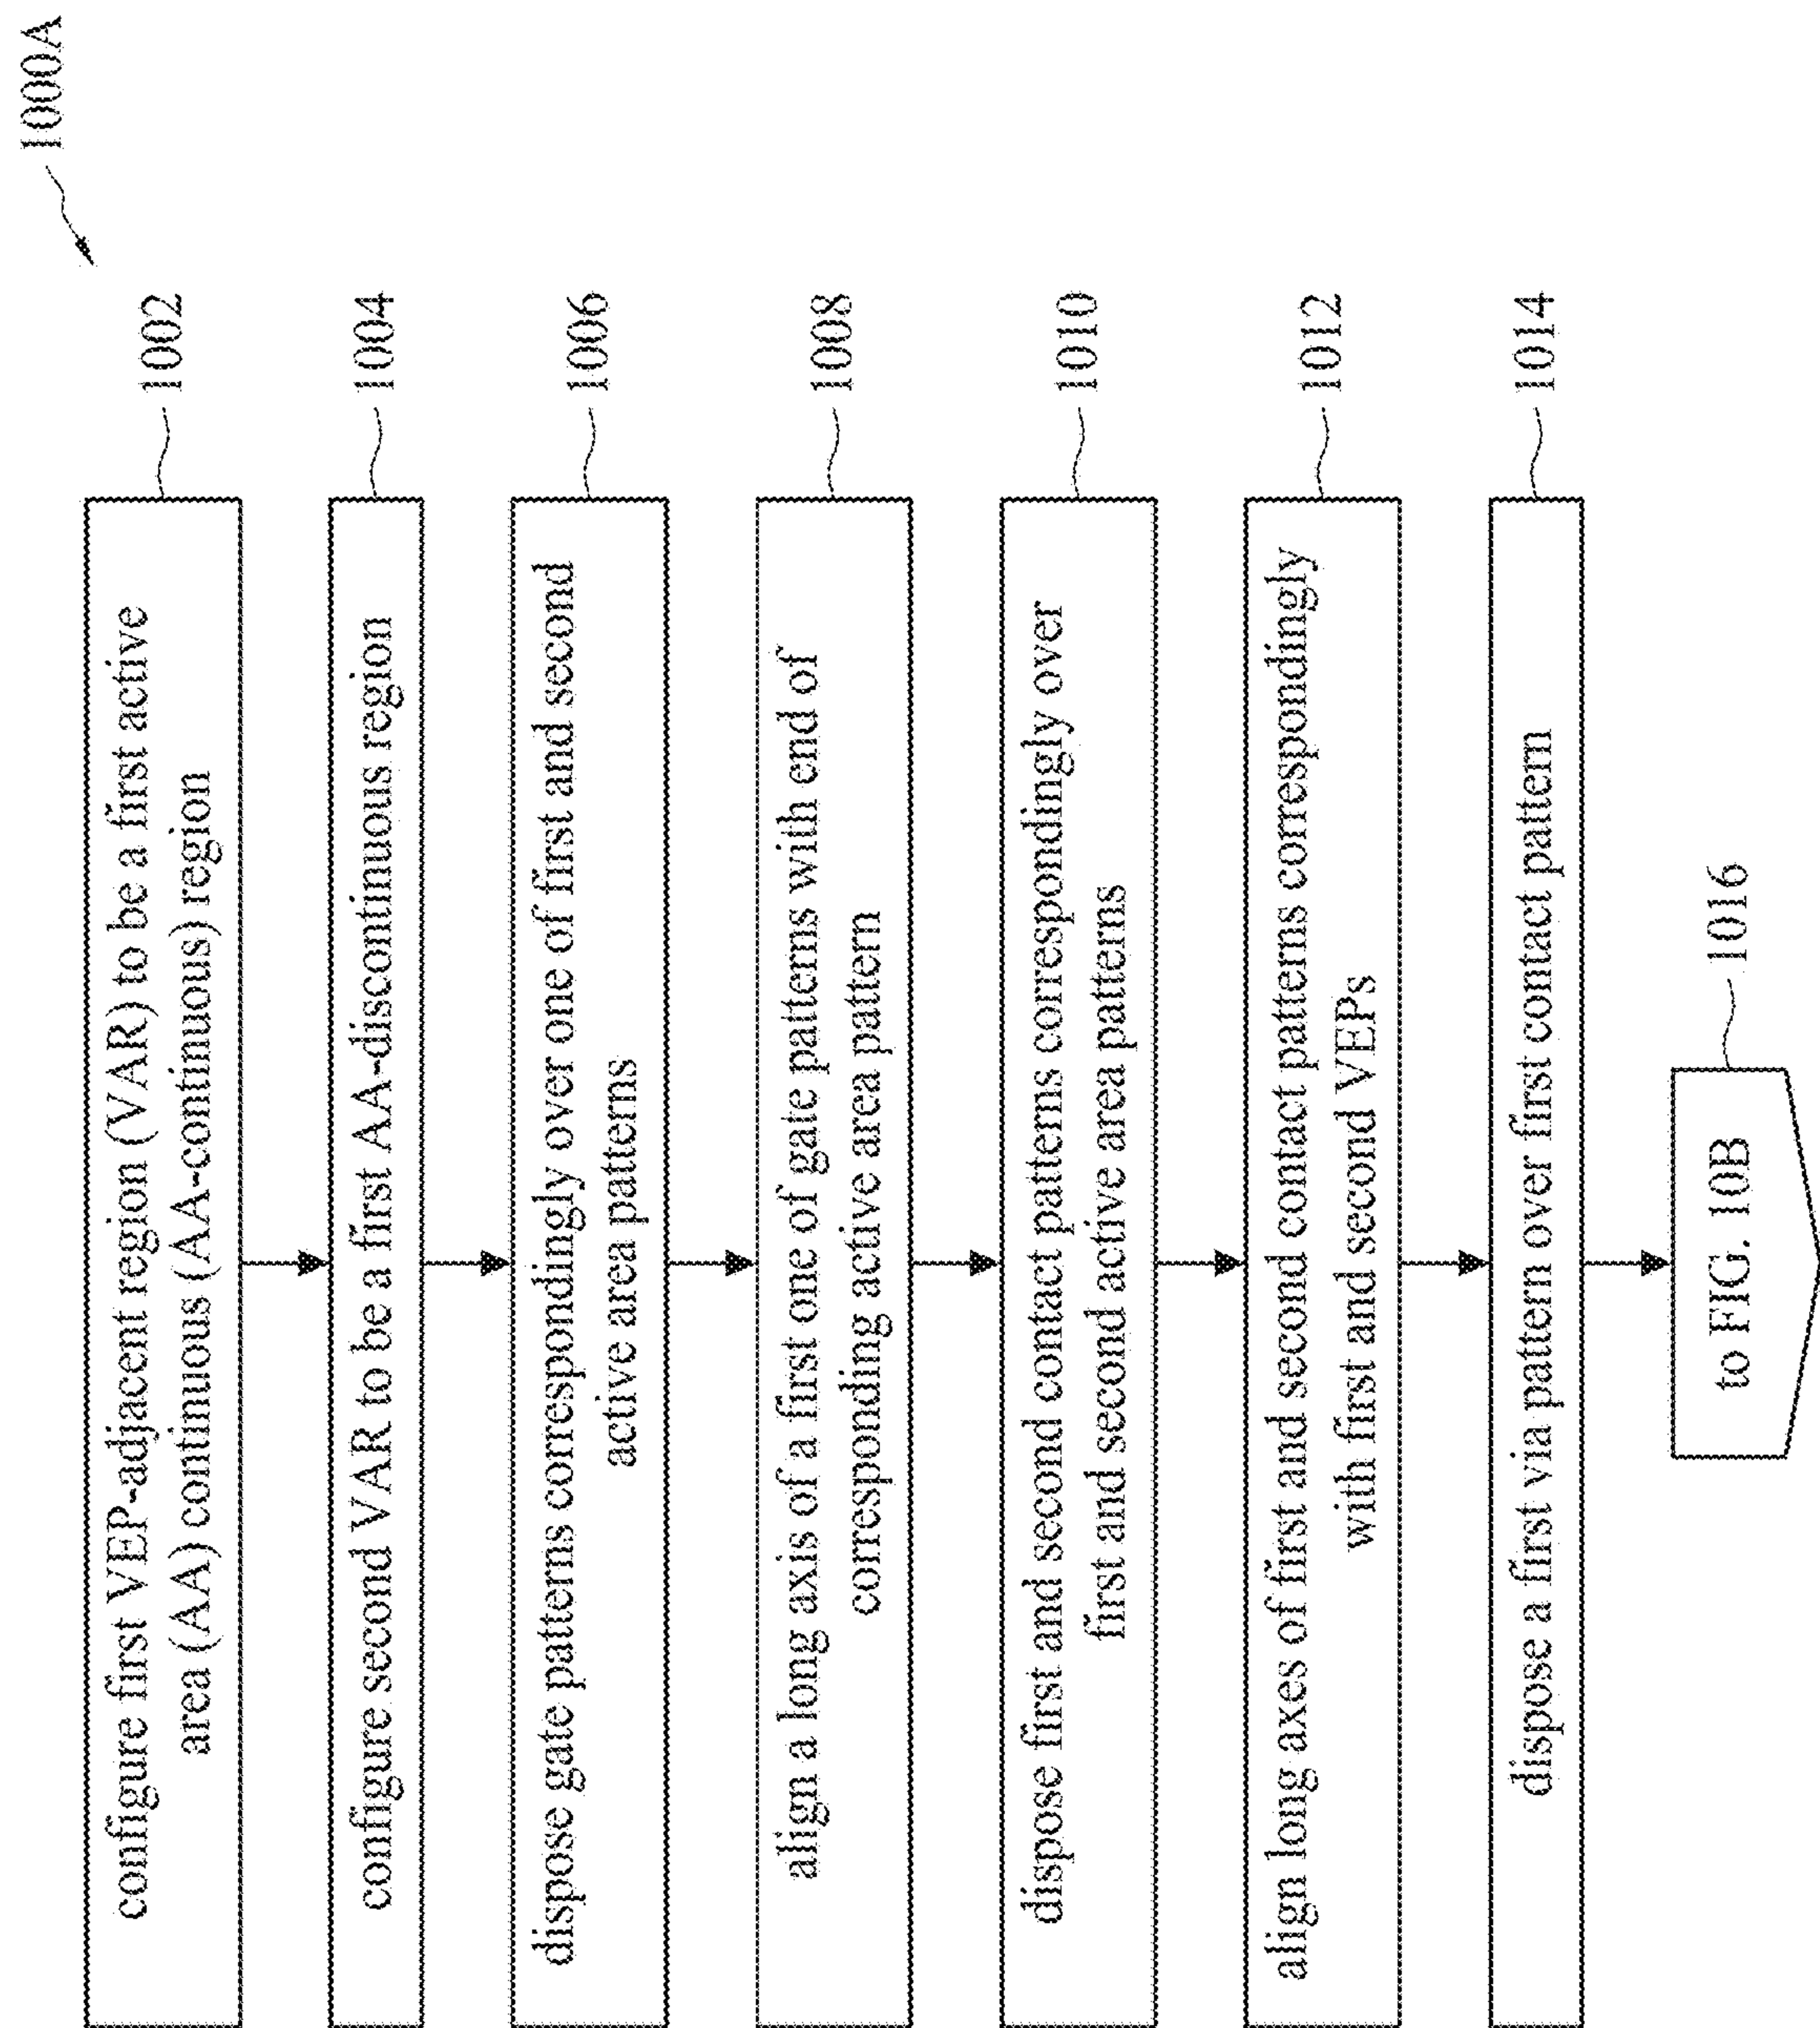 1000A
configure first VEP-adjacent region (VAR) to be a first active
area (AA) continuous (AA-continuous) region
1002
configure second VAR to be a first AA-discontinuous region
1004
dispose gate patterns correspondingly over one of first and second
active area patterns
1006
align a long axis of a first one of gate patterns with end of
corresponding active area pattern
1008
dispose first and second contact patterns correspondingly over
first and second active area patterns
1010
align long axes of first and second contact patterns correspondingly
with first and second VEPs
1012
dispose a first via pattern over first contact pattern
1014
to FIG. 10B
1016